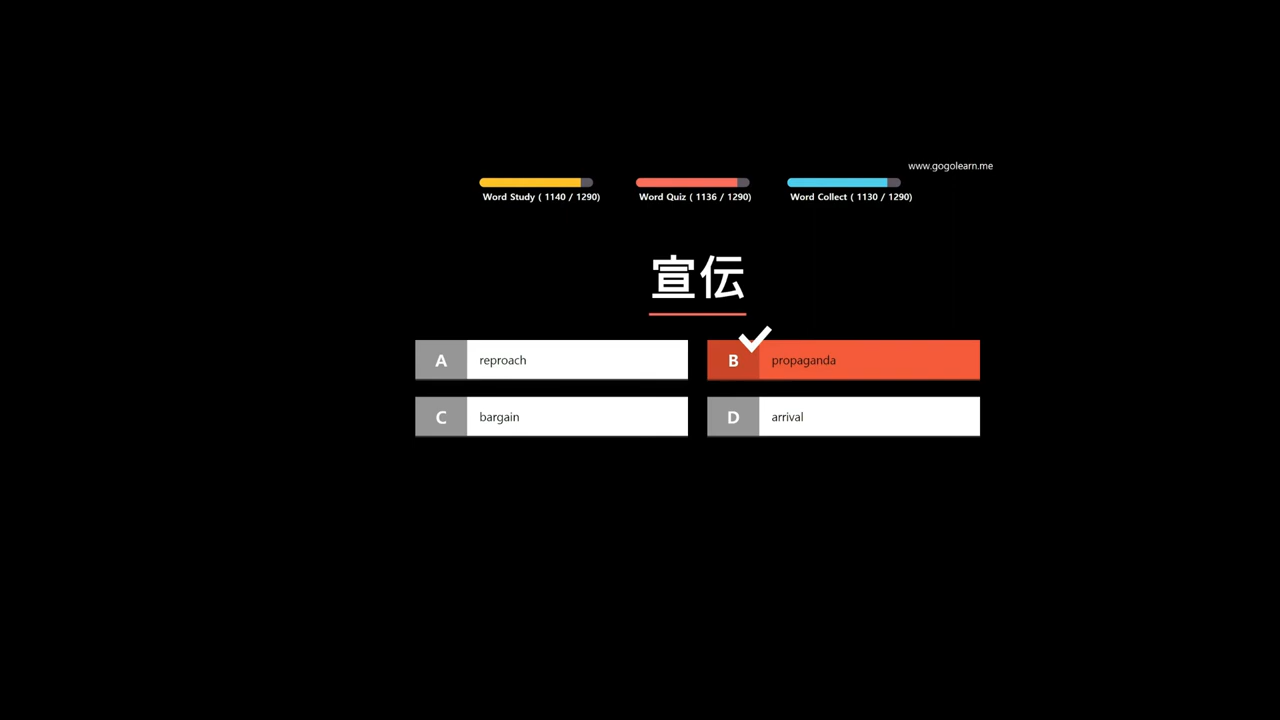 www.gogolearn.me
Word Study ( 1140 / 1290)
Word Quiz ( 1136 / 1290)
Word Collect ( 1130 / 1290)
宣伝
A reproach
B propaganda
C bargain
D arrival